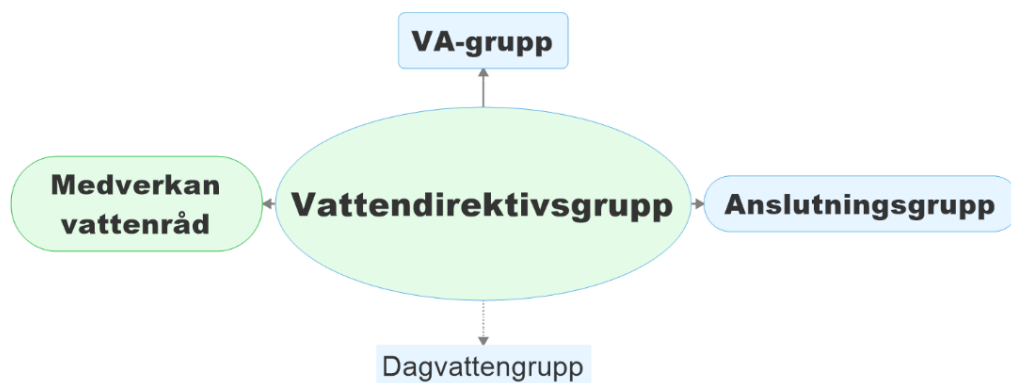 VA-grupp
Medverkan
vattenråd
Vattendirektivsgrupp
Anslutningsgrupp
Dagvattengrupp